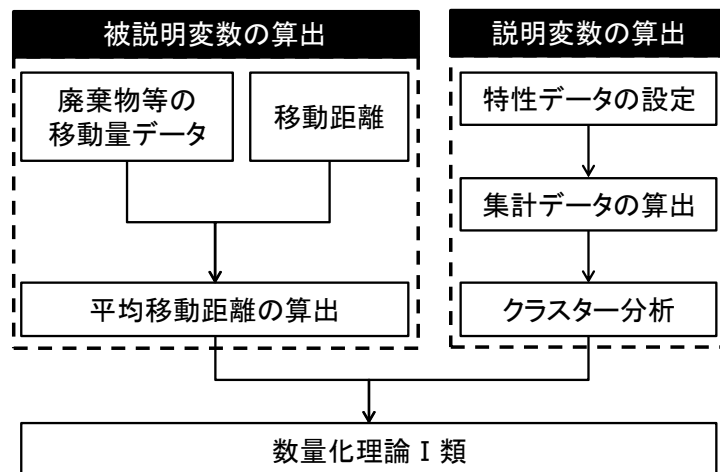 被説明変数の算出
廃棄物等の
移動量データ
移動距離
平均移動距離の算出
説明変数の算出
特性データの設定
集計データの算出
クラスター分析
数量化理論Ⅰ類